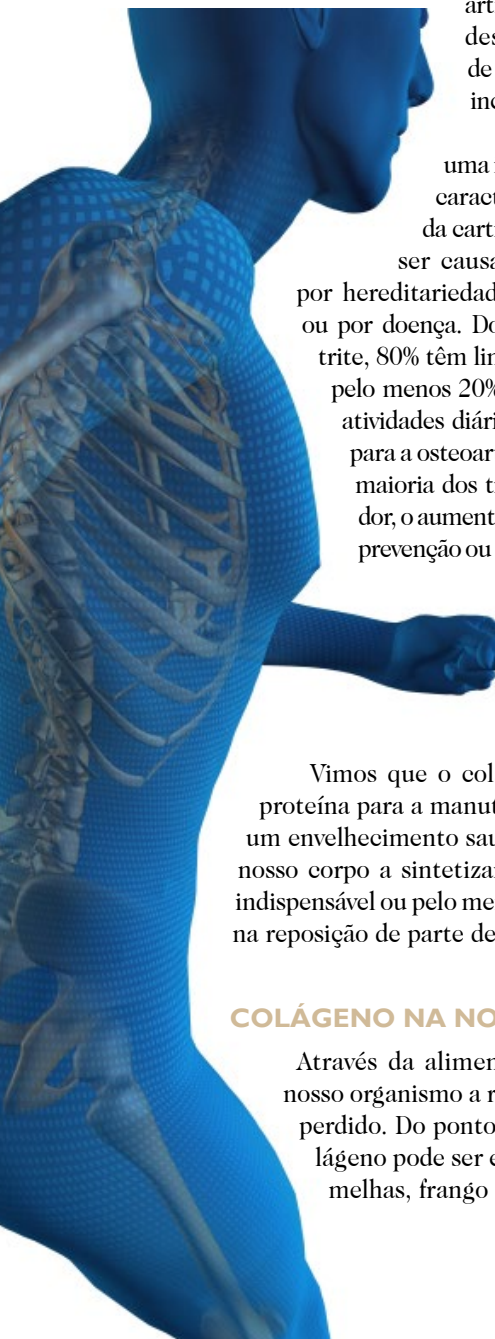 art
des
de
inc
uma
caract
da carti
ser causa
por hereditariedad
ou por doença. Do
trite, 80% têm lin
pelo menos 20%
atividades diári
para a osteoar
maioria dos t
dor, o aument
prevenção ou
Vimos que o col
proteína para a manut
um envelhecimento sau
nosso corpo a sintetizar
indispensável ou pelo me
na reposição de parte de
COLÁGENO NA NO
Através da alimen
nosso organismo a r
perdido. Do ponto
lágeno pode ser e
melhas, frango